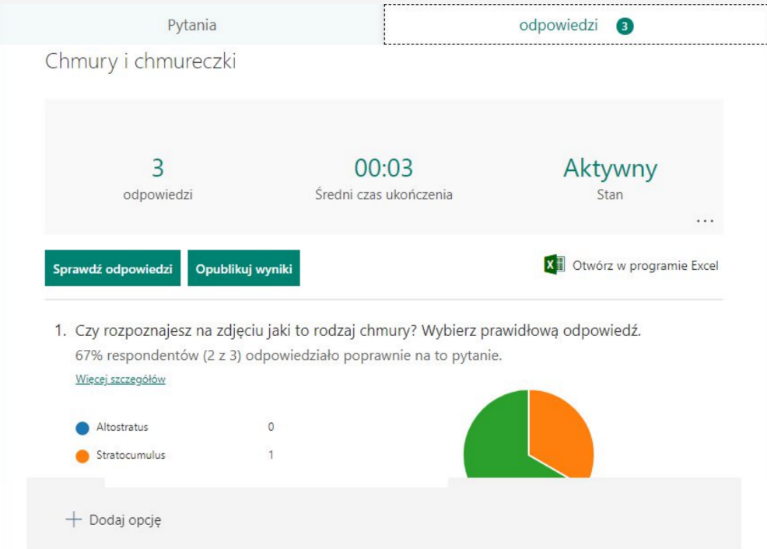 Pytania
odpowiedzi 3
Chmury i chmureczki
3
odpowiedzi
00:03
Średni czas ukończenia
Aktywny
Stan
...
Sprawdź odpowiedzi
Opublikuj wyniki
Otwórz w programie Excel
1. Czy rozpoznajesz na zdjęciu jaki to rodzaj chmury? Wybierz prawidłową odpowiedź.
67% respondentów (2 z 3) odpowiedziało poprawnie na to pytanie.
Więcej szczegółów
Altostratus 0
Stratocumulus 1
+ Dodaj opcję